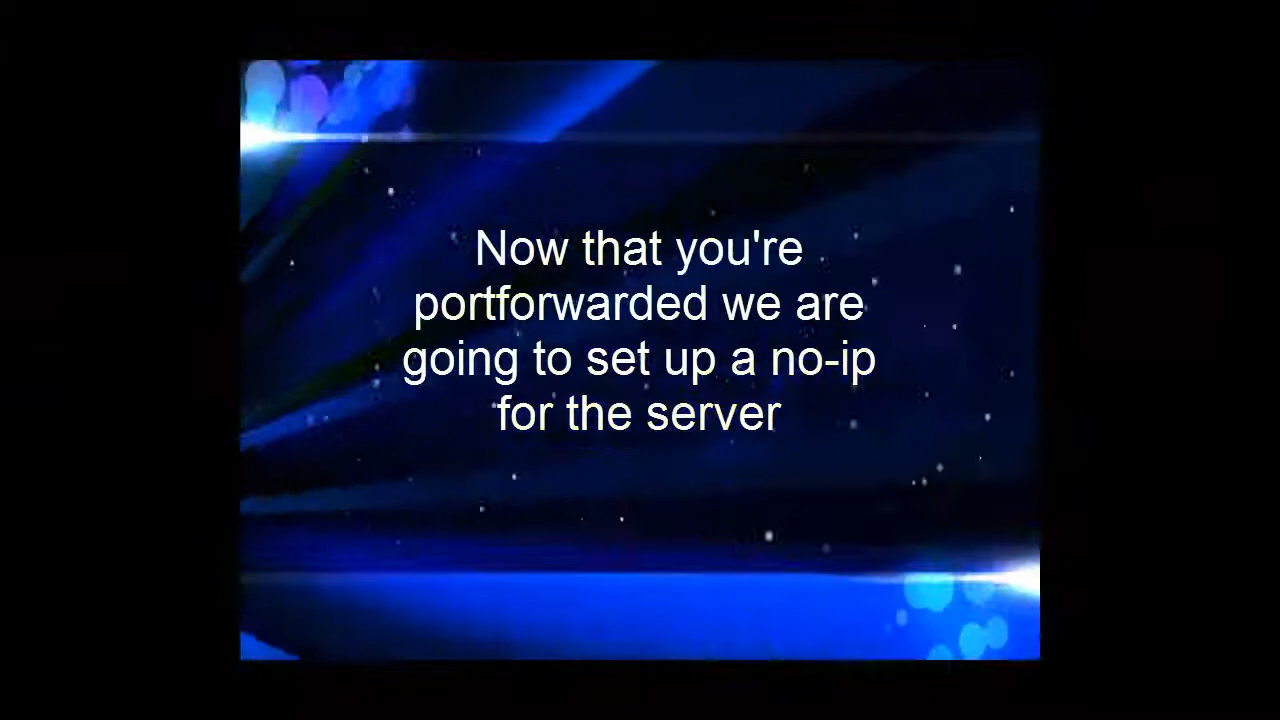 Now that you're
portforwarded we are
going to set up a no-ip
for the server